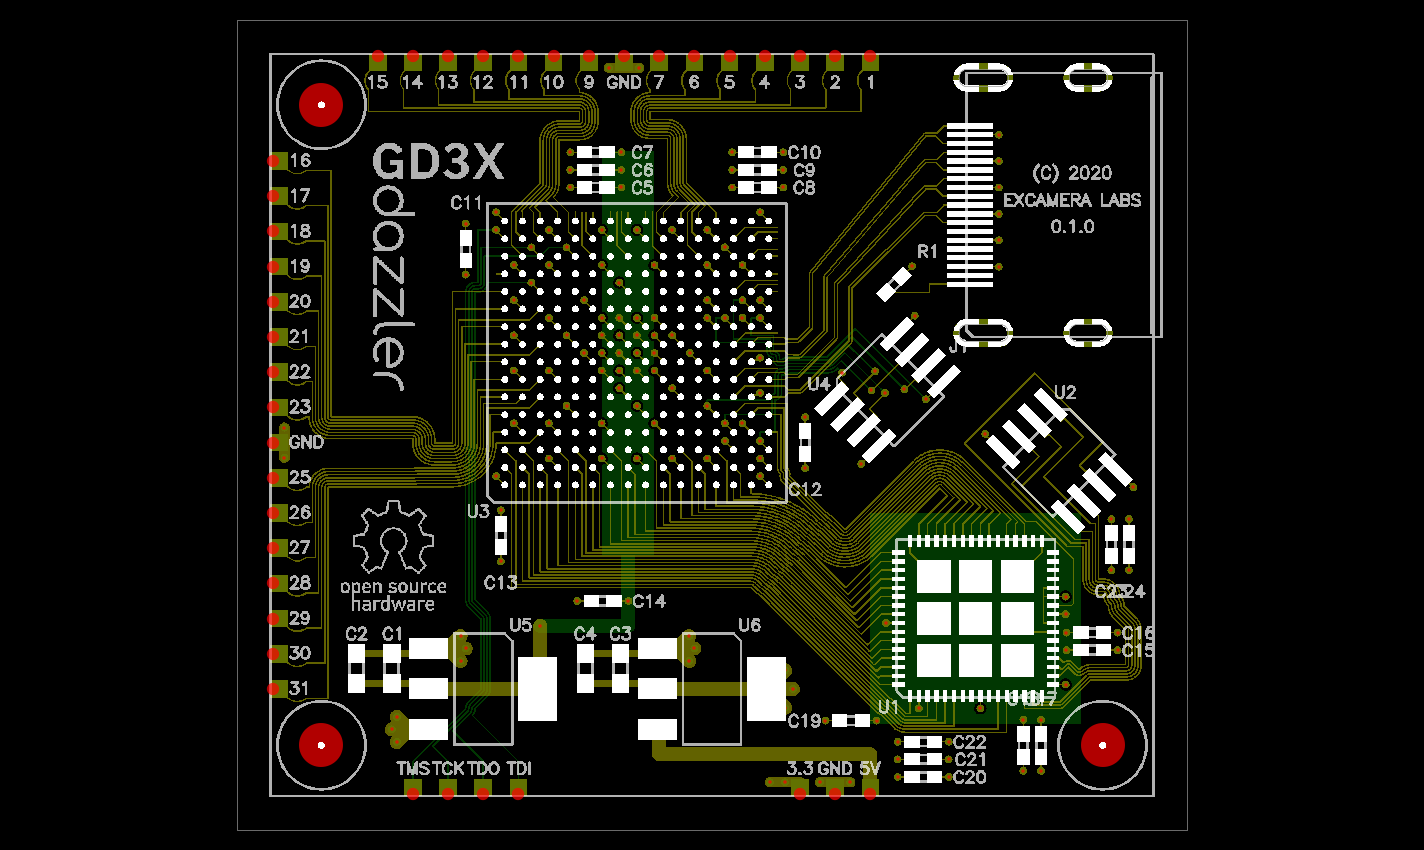 15 14 13 12 11 10 9 GND 7 6 5 4 3 2 1
16
17
18
19
20
21
22
23
GND
25
26
27
28
29
30
31
GD3X
dazzler
C7
C6
C5
C10
C9
C8
C11
(C) 2020
EXCAMERA LABS
0.1.0
R1
J1
U4
U2
C12
U3
C13
open source
hardware
C14
C2 C1
U5
C4 C3
U6
C24
C16
C15
C19
U1
C22
C21
C20
TMS TCK TDO TDI
3.3 GND 5V